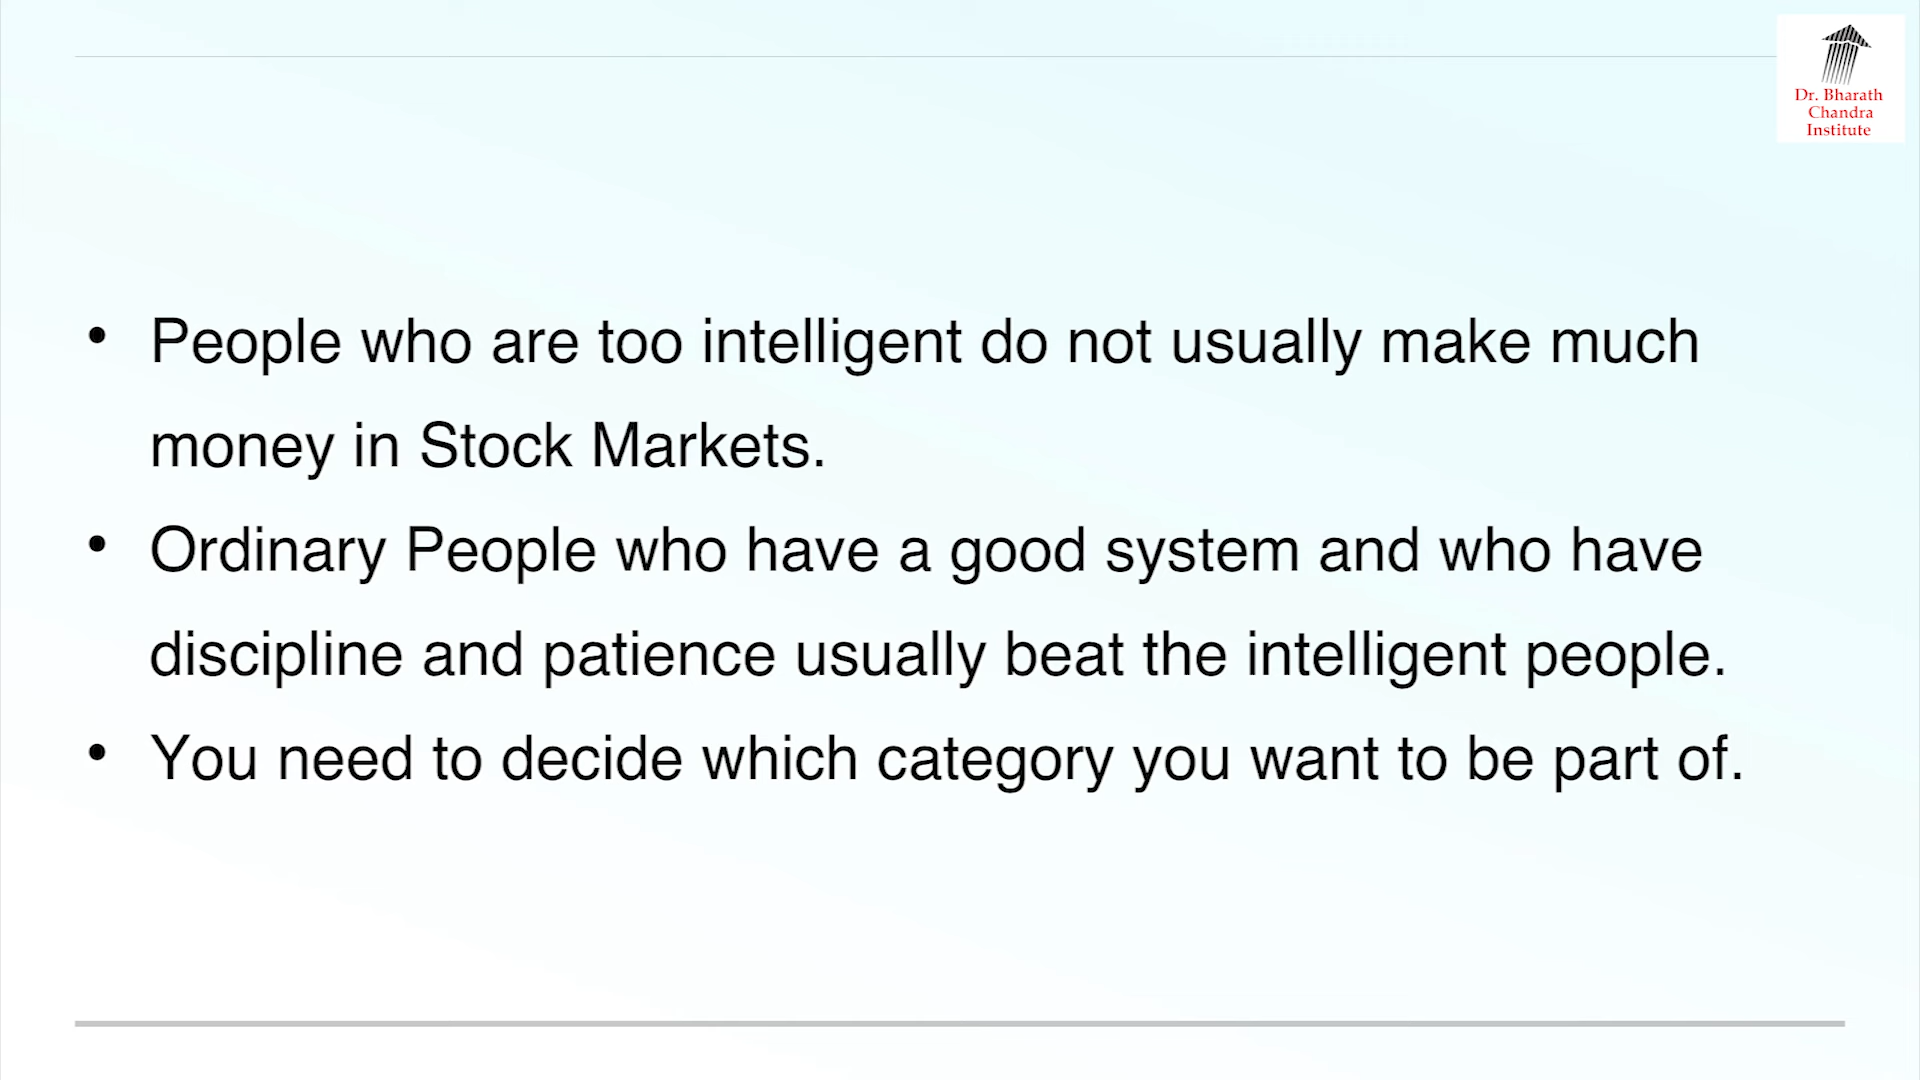 Dr. Bharath
Chandra
Institute
• People who are too intelligent do not usually make much
money in Stock Markets.
• Ordinary People who have a good system and who have
discipline and patience usually beat the intelligent people.
• You need to decide which category you want to be part of.